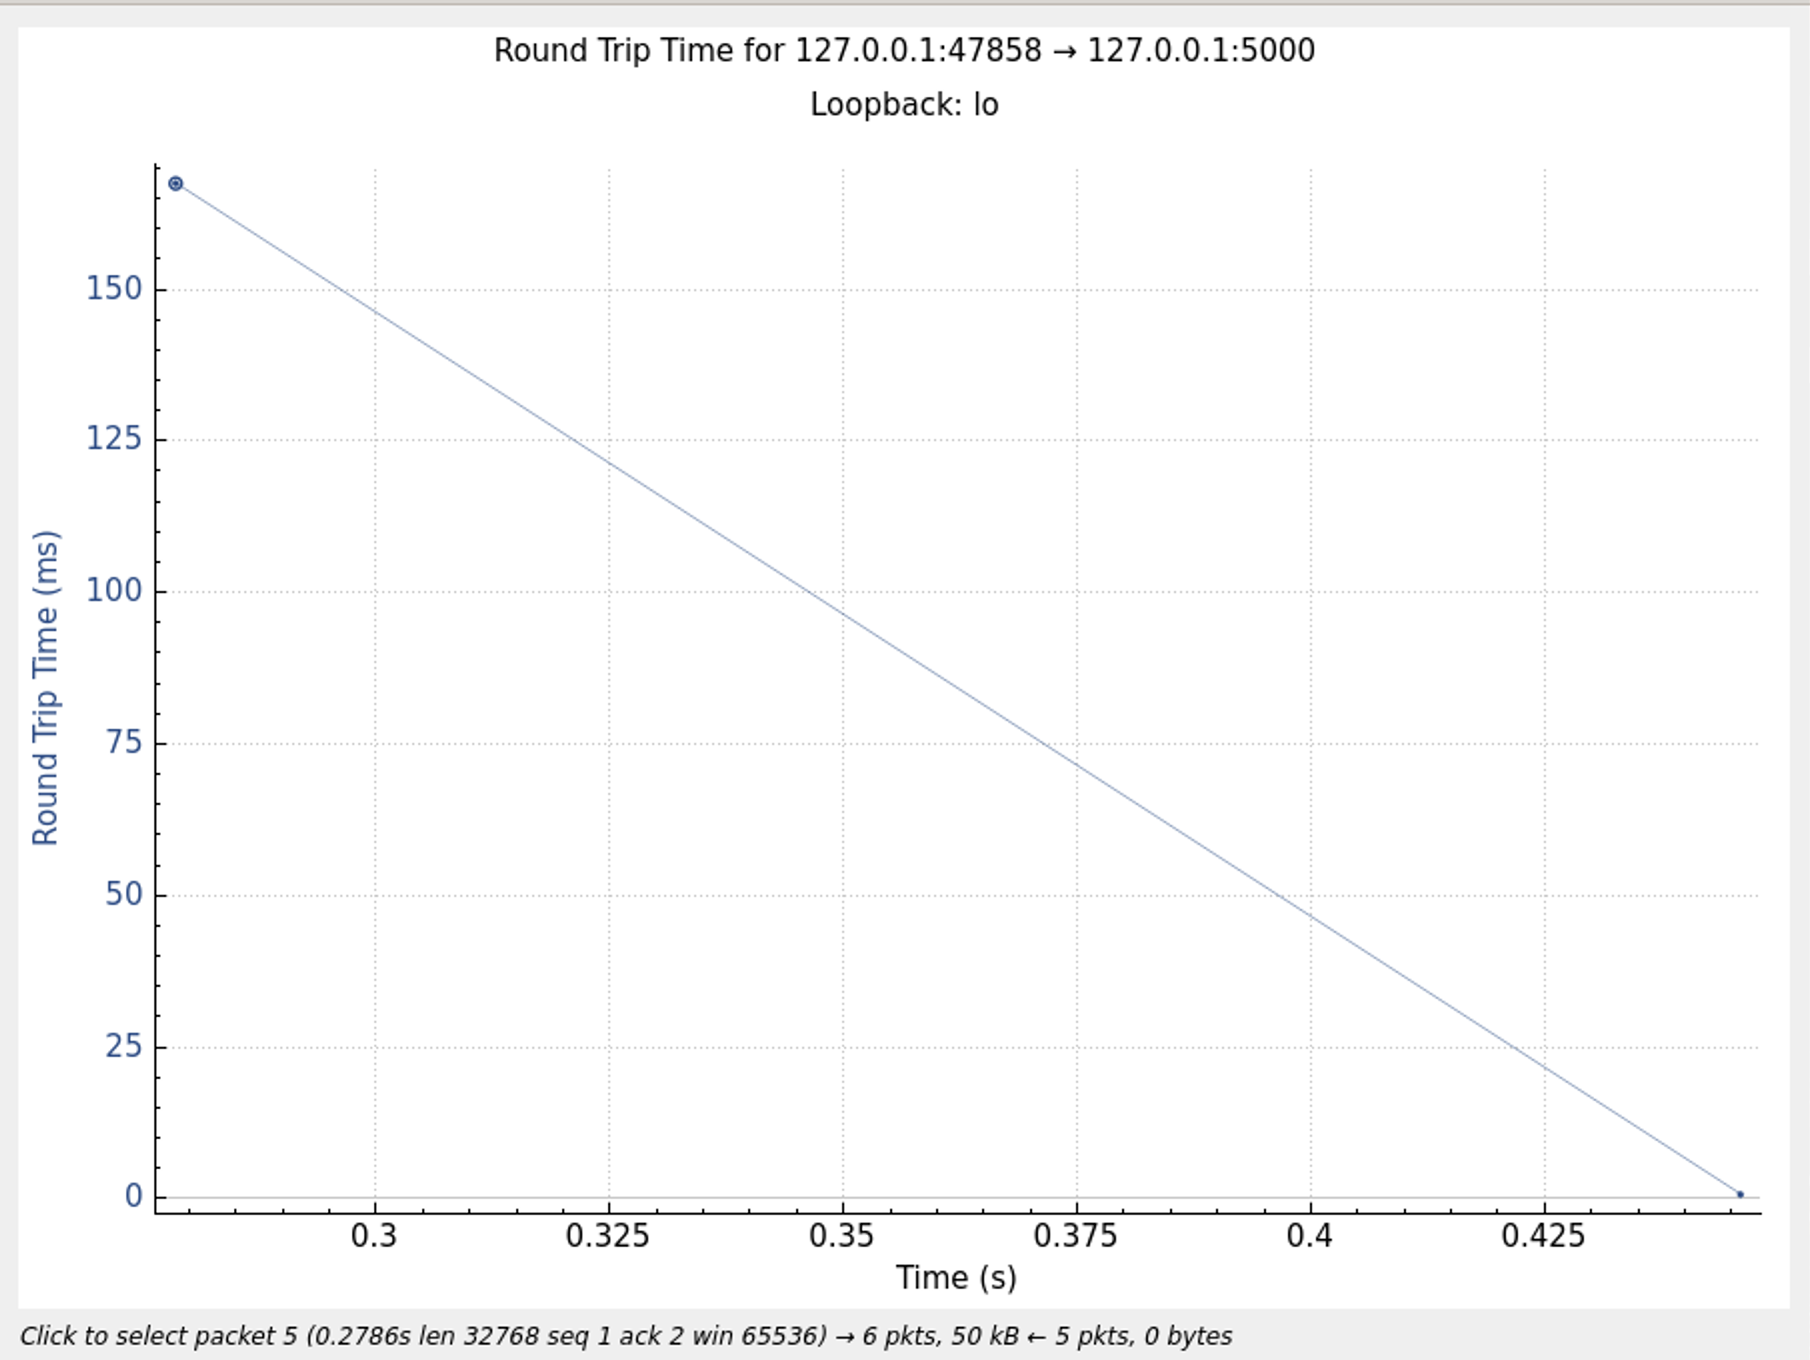 Round Trip Time for 127.0.0.1:47858 → 127.0.0.1:5000
Loopback: lo
Round Trip Time (ms)
150
125
100
75
50
25
0
0.3 0.325 0.35 0.375 0.4 0.425
Time (s)
Click to select packet 5 (0.2786s len 32768 seq 1 ack 2 win 65536) → 6 pkts, 50 kB ← 5 pkts, 0 bytes